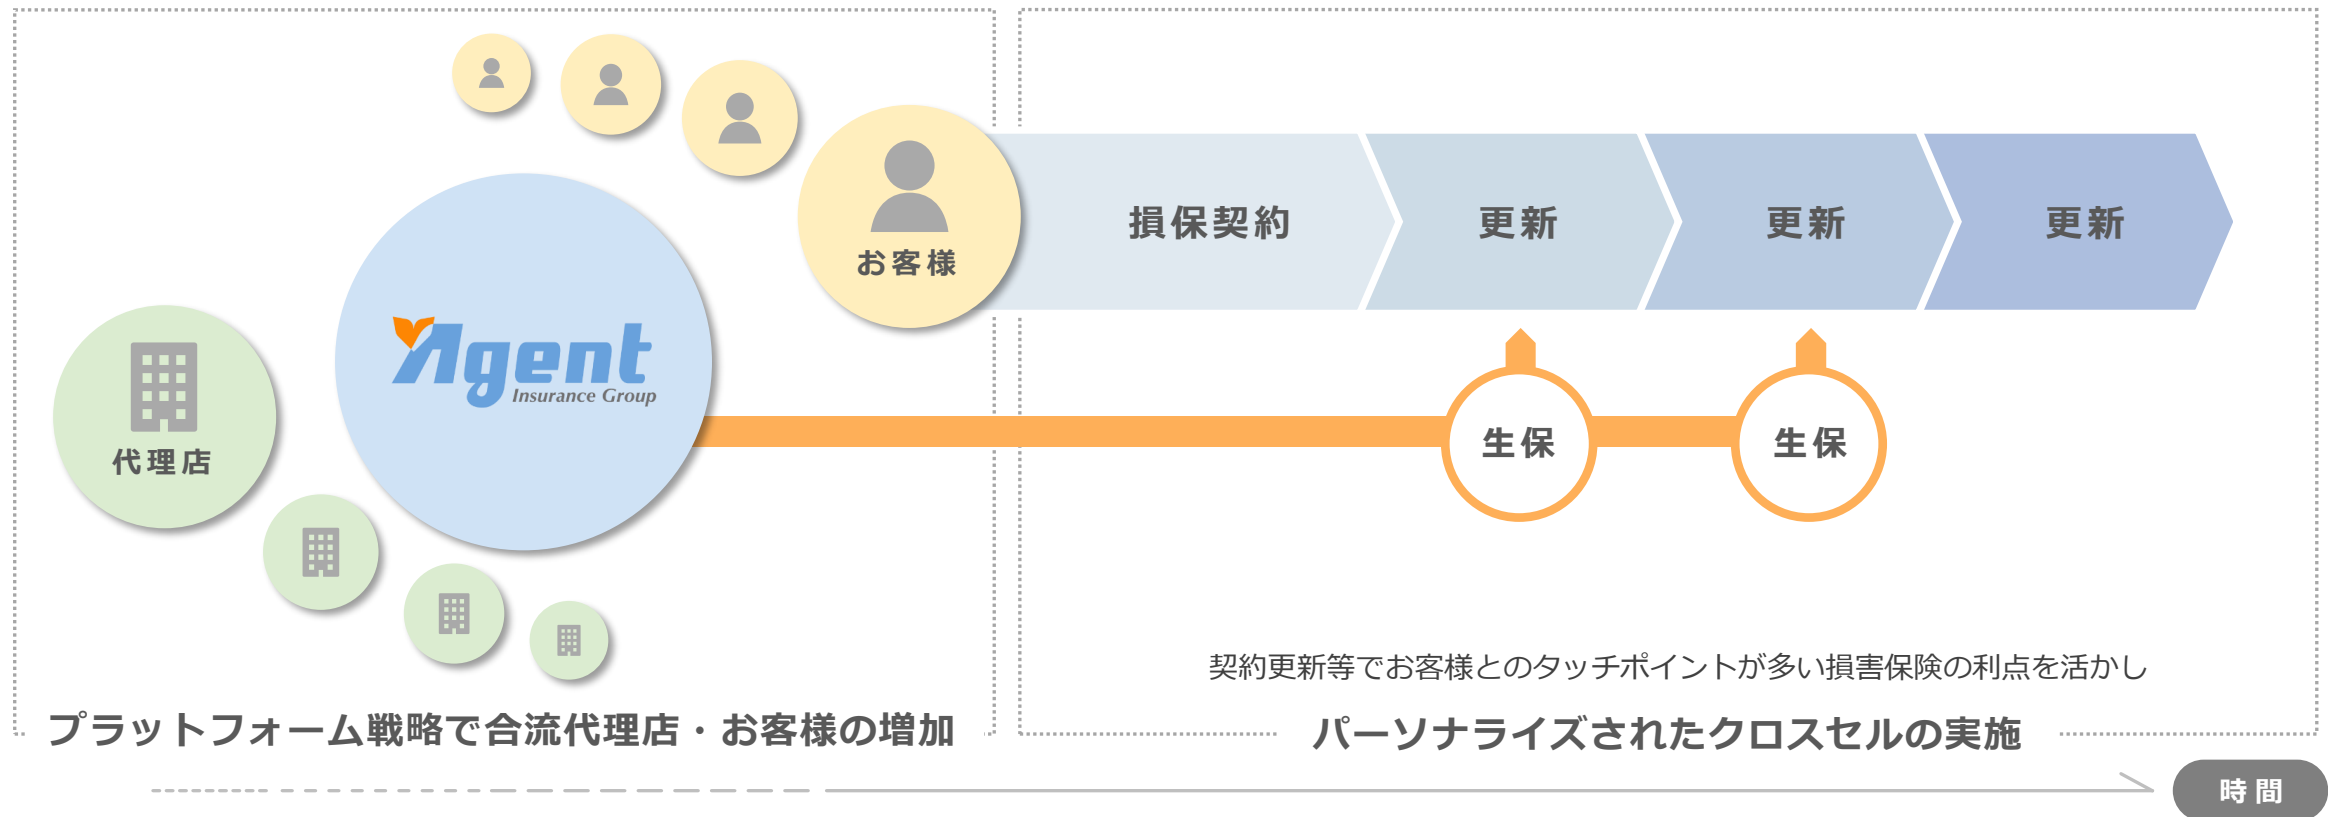 お客様
損保契約
更新
更新
更新
Agent
Insurance Group
代理店
生保
生保
契約更新等でお客様とのタッチポイントが多い損害保険の利点を活かし
プラットフォーム戦略で合流代理店・お客様の増加
パーソナライズされたクロスセルの実施
時間